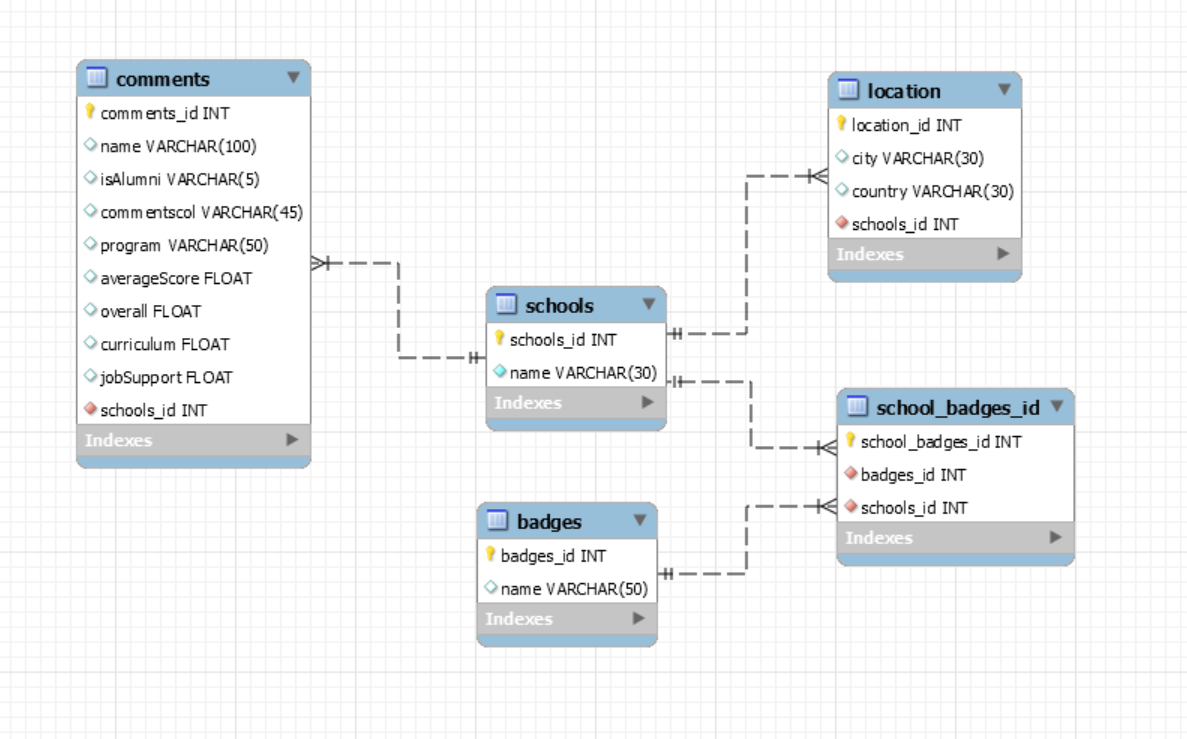 comments
comments_id INT
name VARCHAR(100)
isAlumni VARCHAR(5)
commentscol VARCHAR(45)
program VARCHAR(50)
averageScore FLOAT
overall FLOAT
curriculum FLOAT
jobSupport FLOAT
schools_id INT
Indexes
schools
schools_id INT
name VARCHAR(30)
Indexes
badges
badges_id INT
name VARCHAR(50)
Indexes
location
location_id INT
city VARCHAR(30)
country VARCHAR(30)
schools_id INT
Indexes
school_badges_id
school_badges_id INT
badges_id INT
schools_id INT
Indexes